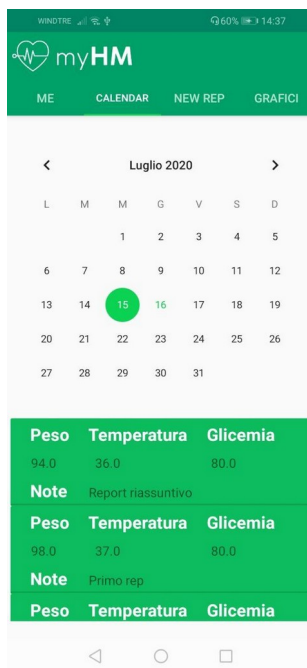 WINDTRE 60% 14:37
myHM
ME CALENDAR NEW REP GRAFICI
Luglio 2020
L M M G V S D
1 2 3 4 5
6 7 8 9 10 11 12
13 14 15 16 17 18 19
20 21 22 23 24 25 26
27 28 29 30 31
Peso Temperatura Glicemia
94.0 36.0 80.0
Note Report riassuntivo
Peso Temperatura Glicemia
98.0 37.0 80.0
Note Primo rep
Peso Temperatura Glicemia